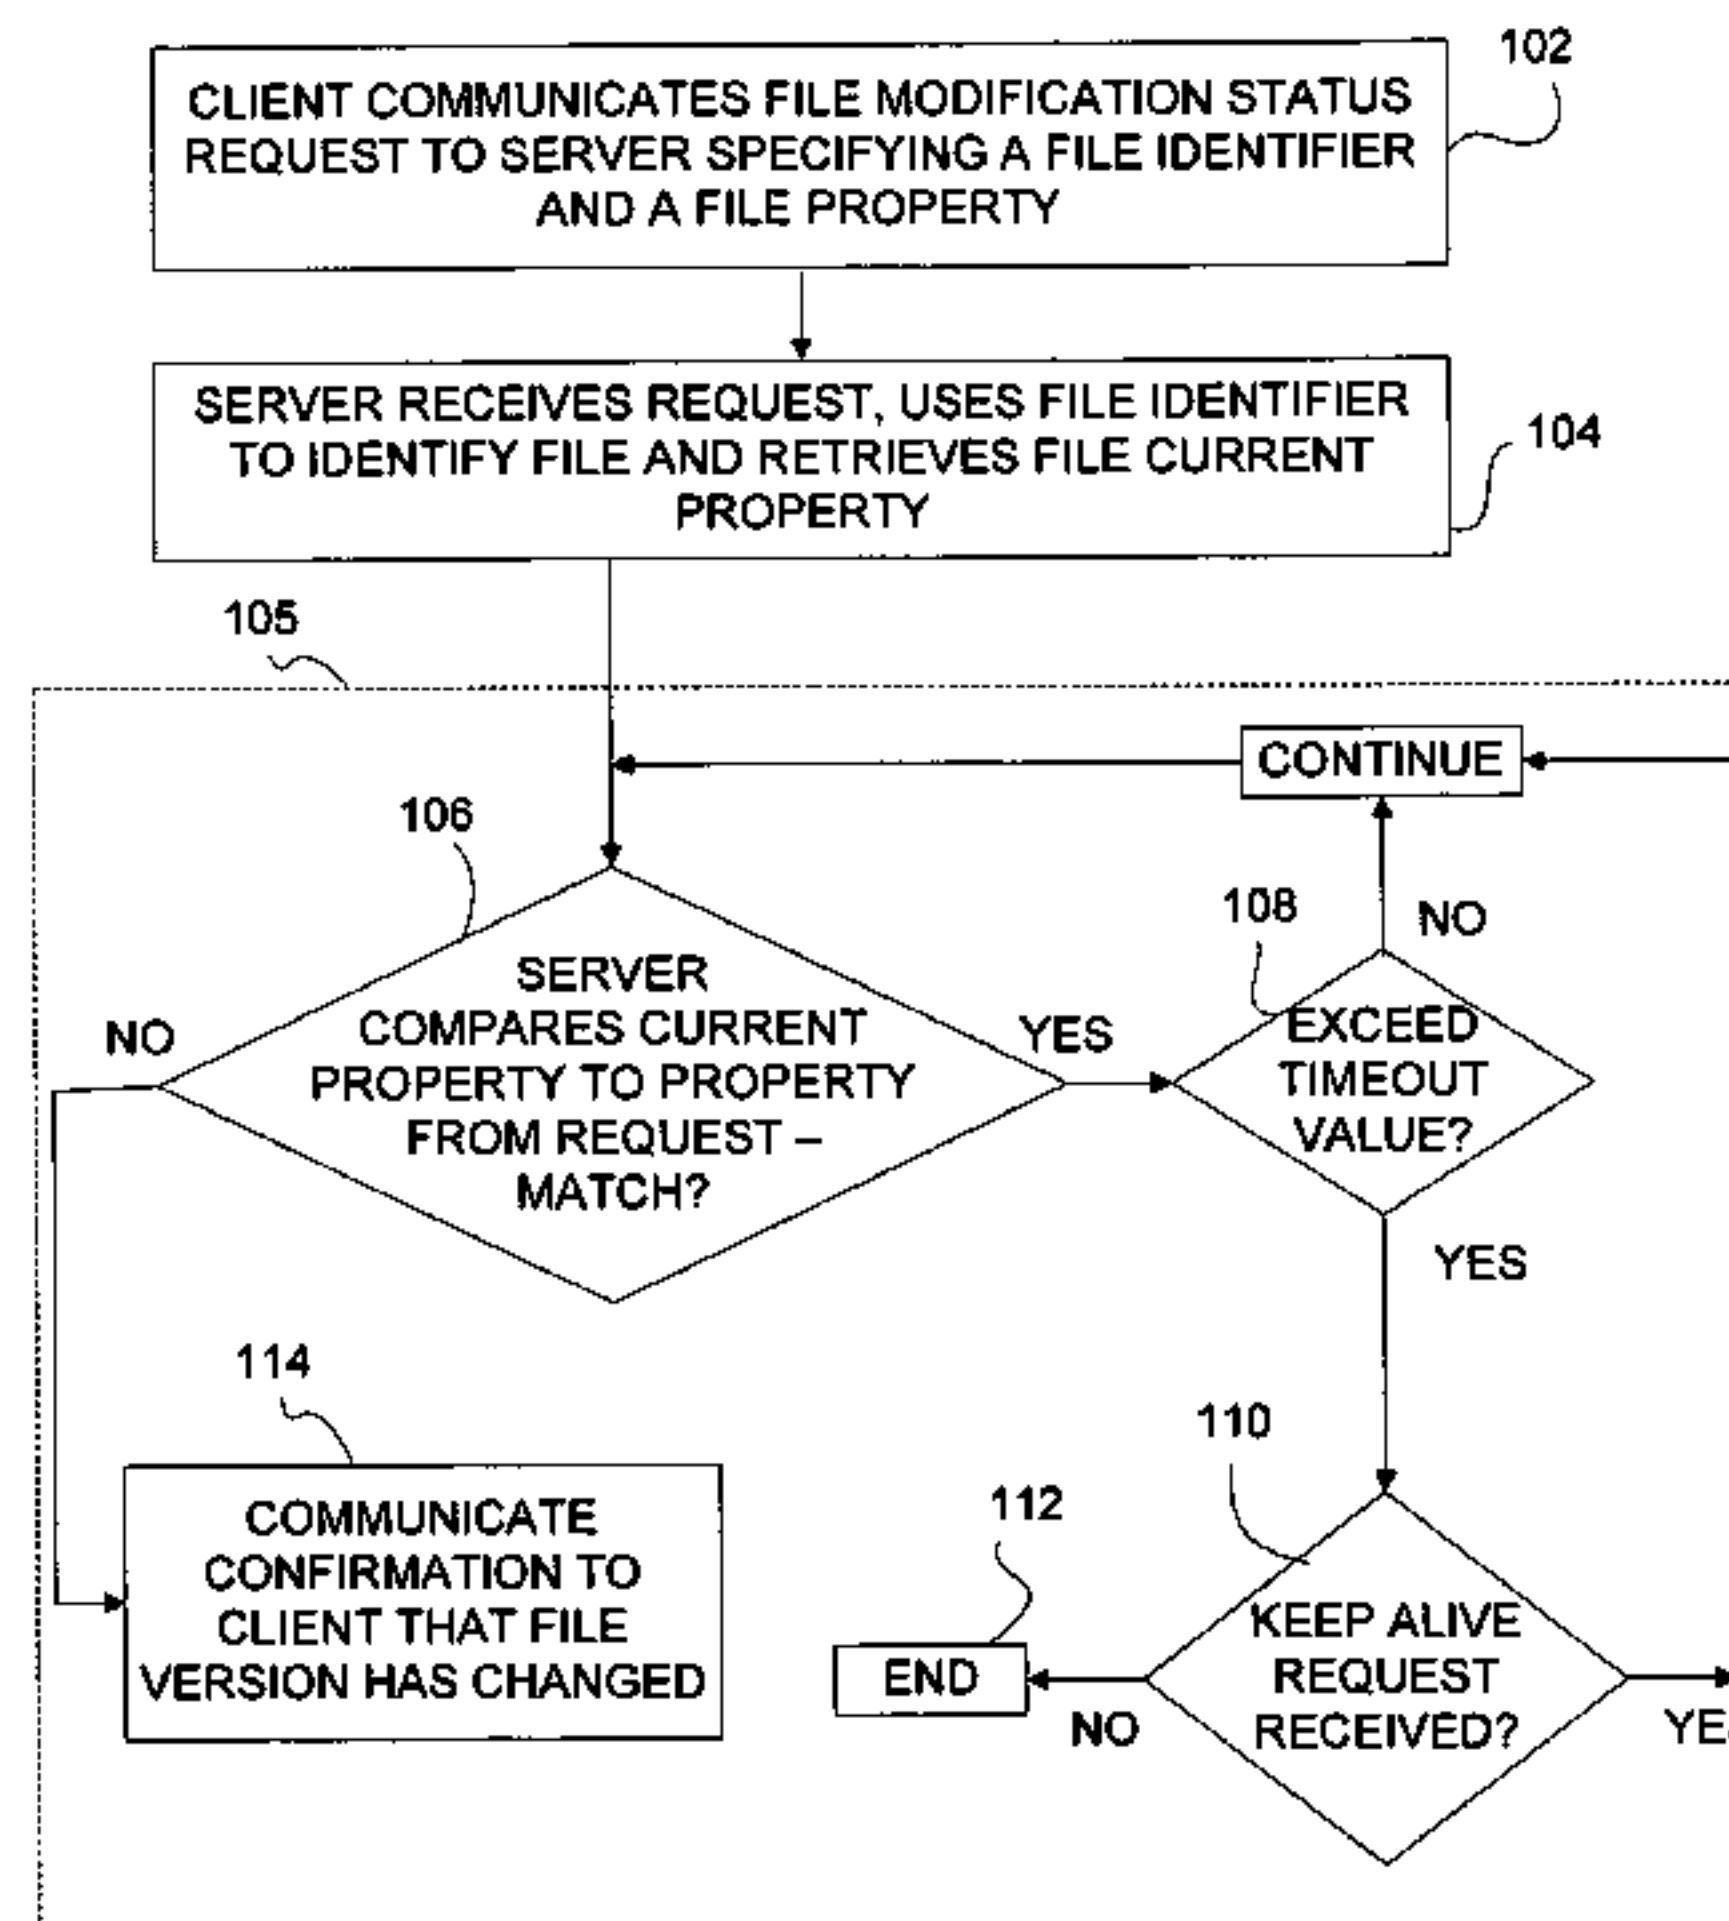 102
CLIENT COMMUNICATES FILE MODIFICATION STATUS
REQUEST TO SERVER SPECIFYING A FILE IDENTIFIER
AND A FILE PROPERTY
SERVER RECEIVES REQUEST, USES FILE IDENTIFIER
TO IDENTIFY FILE AND RETRIEVES FILE CURRENT
PROPERTY
104
105
CONTINUE
106
108
NO
SERVER
COMPARES CURRENT
PROPERTY TO PROPERTY
FROM REQUEST –
MATCH?
NO
YES
EXCEED
TIMEOUT
VALUE?
YES
114
110
112
COMMUNICATE
CONFIRMATION TO
CLIENT THAT FILE
VERSION HAS CHANGED
END
NO
KEEP ALIVE
REQUEST
RECEIVED?